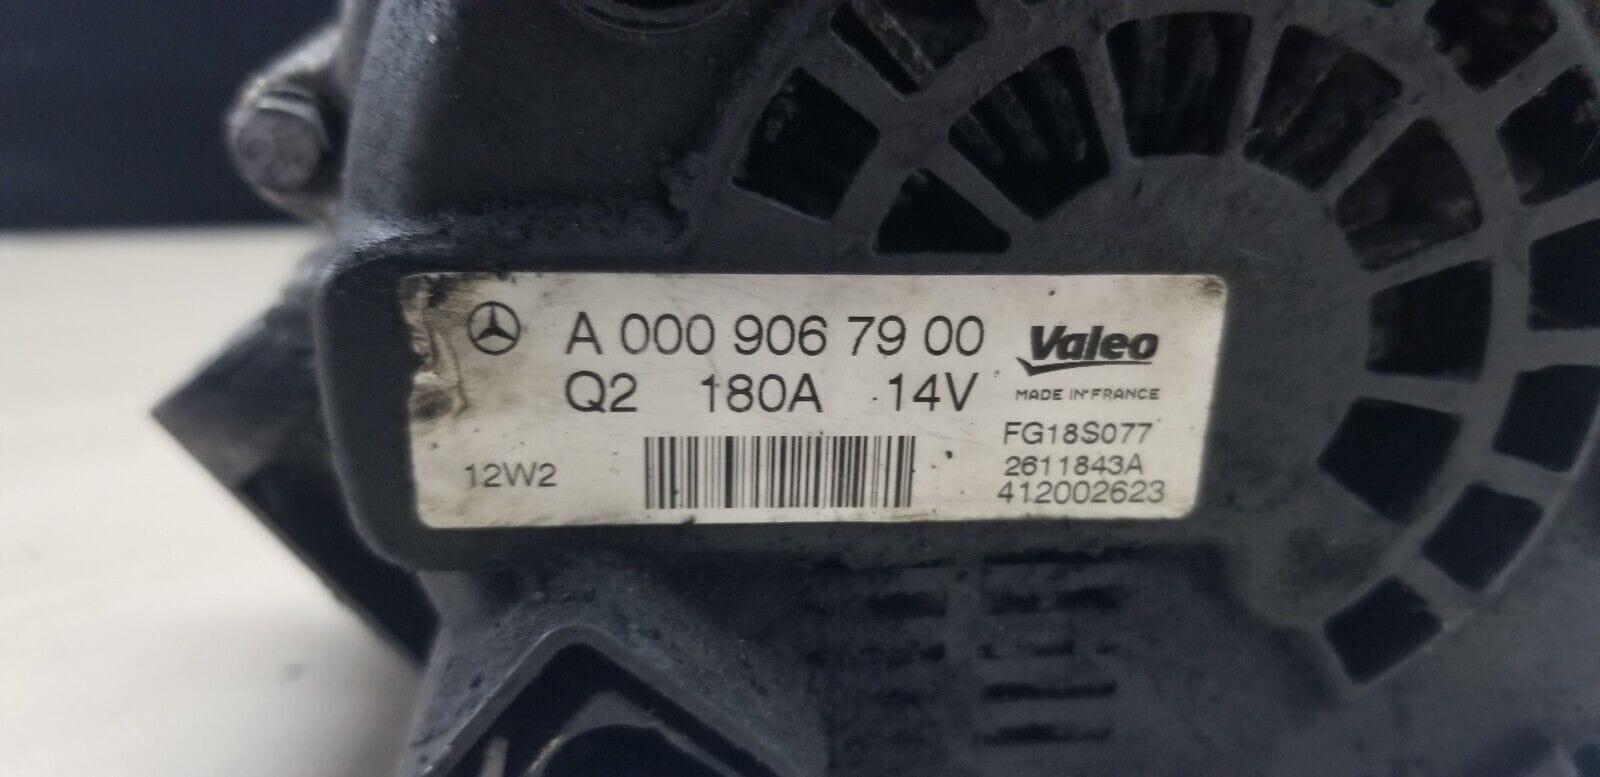 A 000 906 79 00
Q2 180A 14V
Valeo
MADE IN FRANCE
FG18S077
2611843A
412002623
12W2